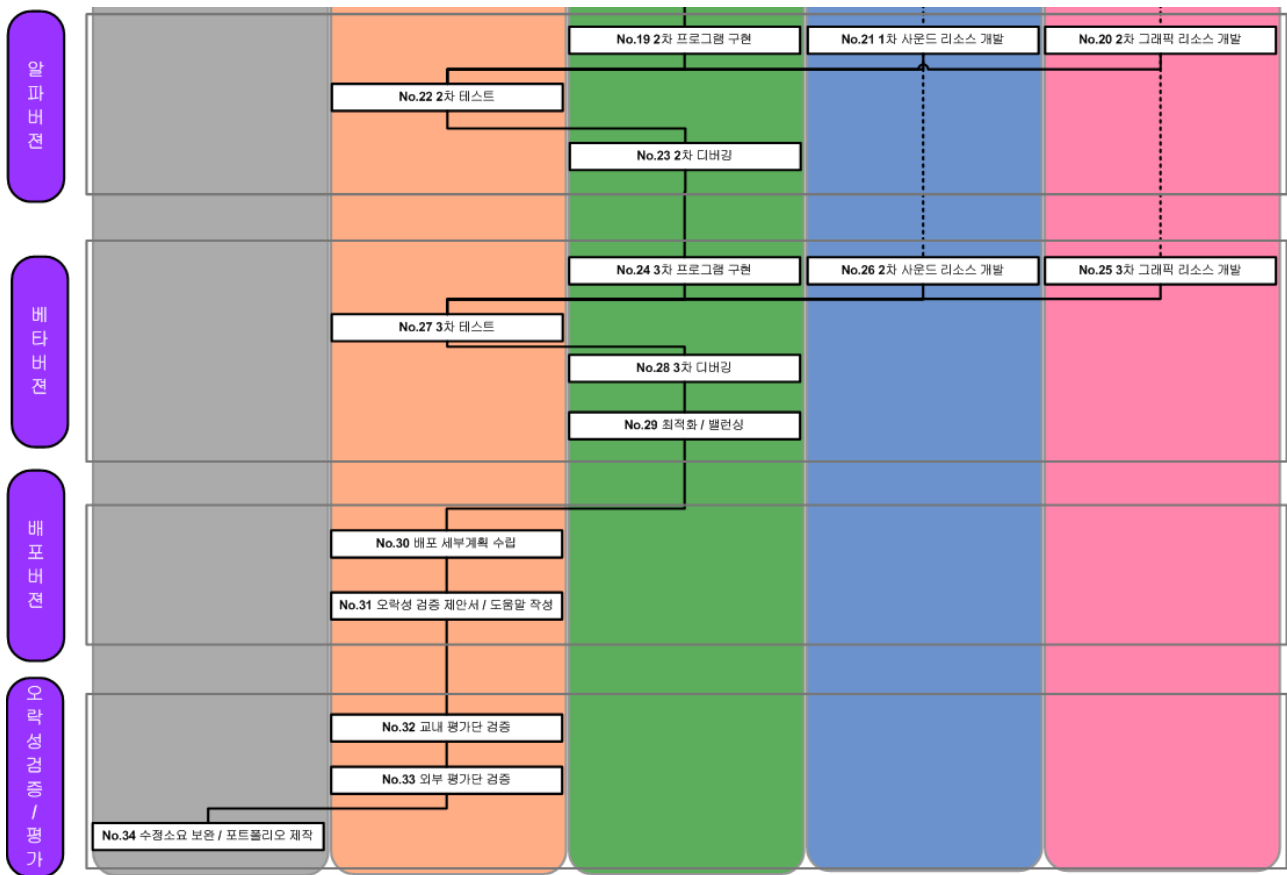 알파버젼
No.19 2차 프로그램 구현
No.21 1차 사운드 리소스 개발
No.20 2차 그래픽 리소스 개발
No.22 2차 테스트
No.23 2차 디버깅
베타버젼
No.24 3차 프로그램 구현
No.26 2차 사운드 리소스 개발
No.25 3차 그래픽 리소스 개발
No.27 3차 테스트
No.28 3차 디버깅
No.29 최적화 / 밸런싱
배포버젼
No.30 배포 세부계획 수립
No.31 오락성 검증 제안서 / 도움말 작성
오락성검증/평가
No.32 교내 평가단 검증
No.33 외부 평가단 검증
No.34 수정소요 보완 / 포트폴리오 제작